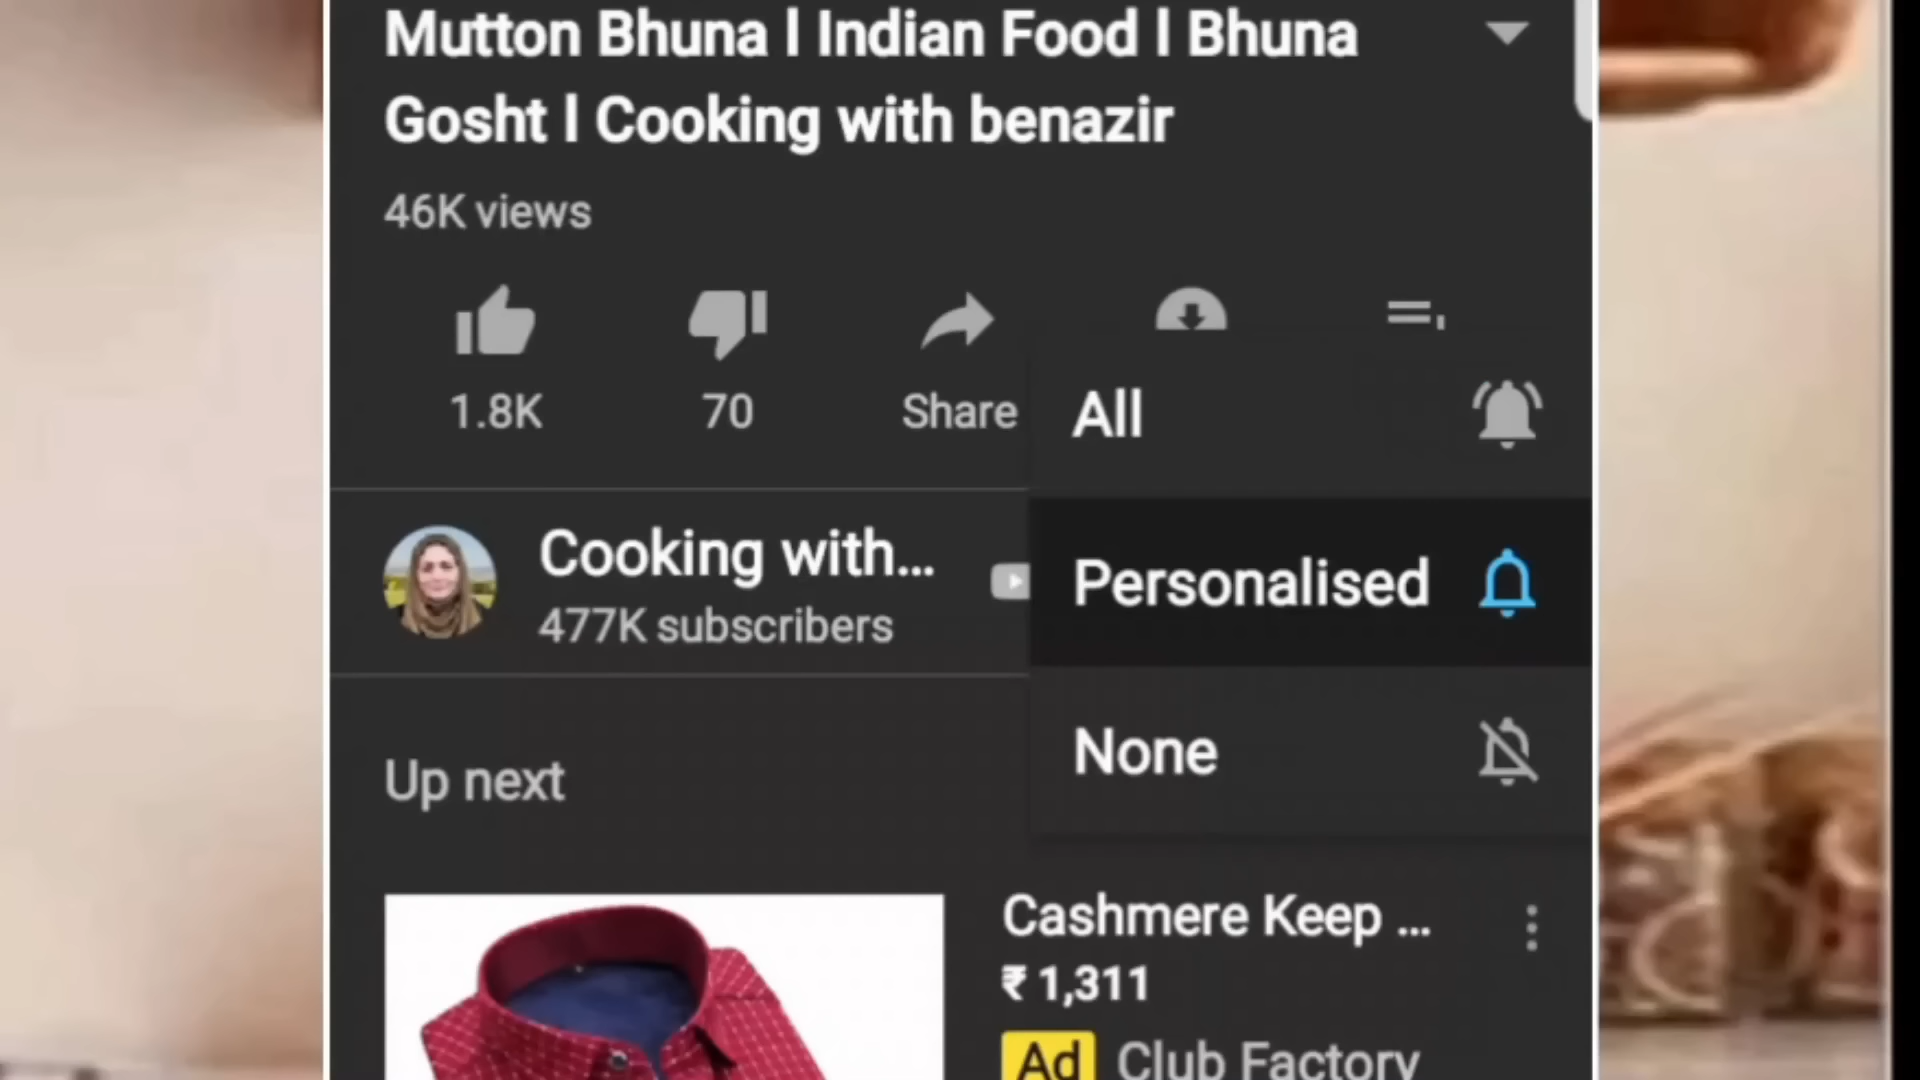 Mutton Bhuna l Indian Food l Bhuna
Gosht l Cooking with benazir
46K views
1.8K
70
Share
All
Cooking with...
477K subscribers
Personalised
None
Up next
Cashmere Keep ...
₹ 1,311
Ad Club Factory